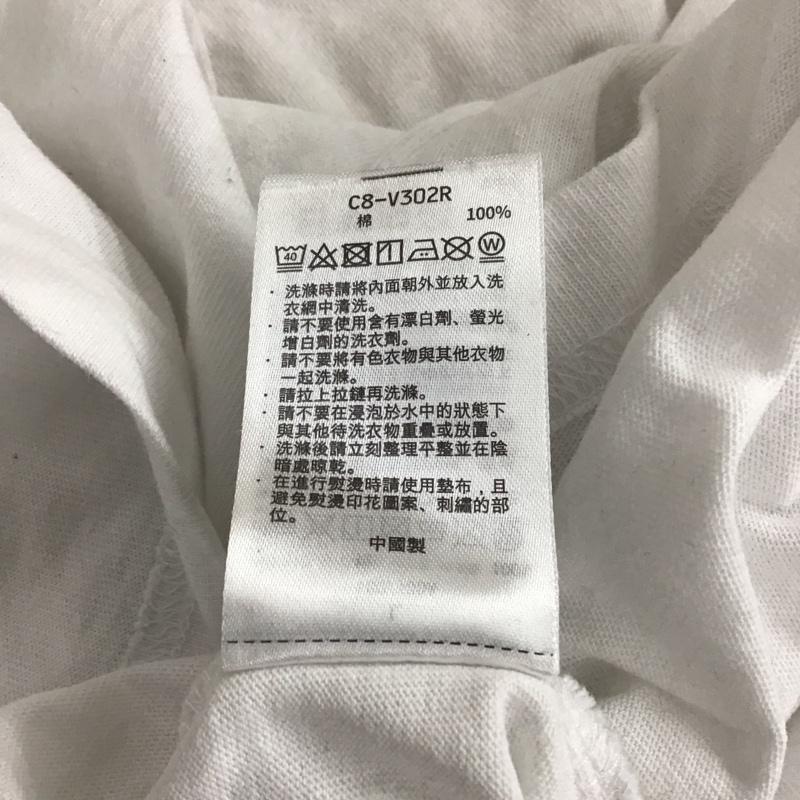 C8-V302R
棉 100%
40 W
· 洗滌時請將內面朝外並放入洗
衣網中清洗。
· 請不要使用含有漂白劑、螢光
增白劑的洗衣劑。
· 請不要將有色衣物與其他衣物
一起洗滌。
· 請拉上拉鏈再洗滌。
· 請不要在浸泡於水中的狀態下
與其他待洗衣物重疊或放置。
· 洗滌後請立刻整理平整並在陰
暗處晾乾。
· 在進行熨燙時請使用墊布，且
避免熨燙印花圖案、刺繡的部
位。
中國製